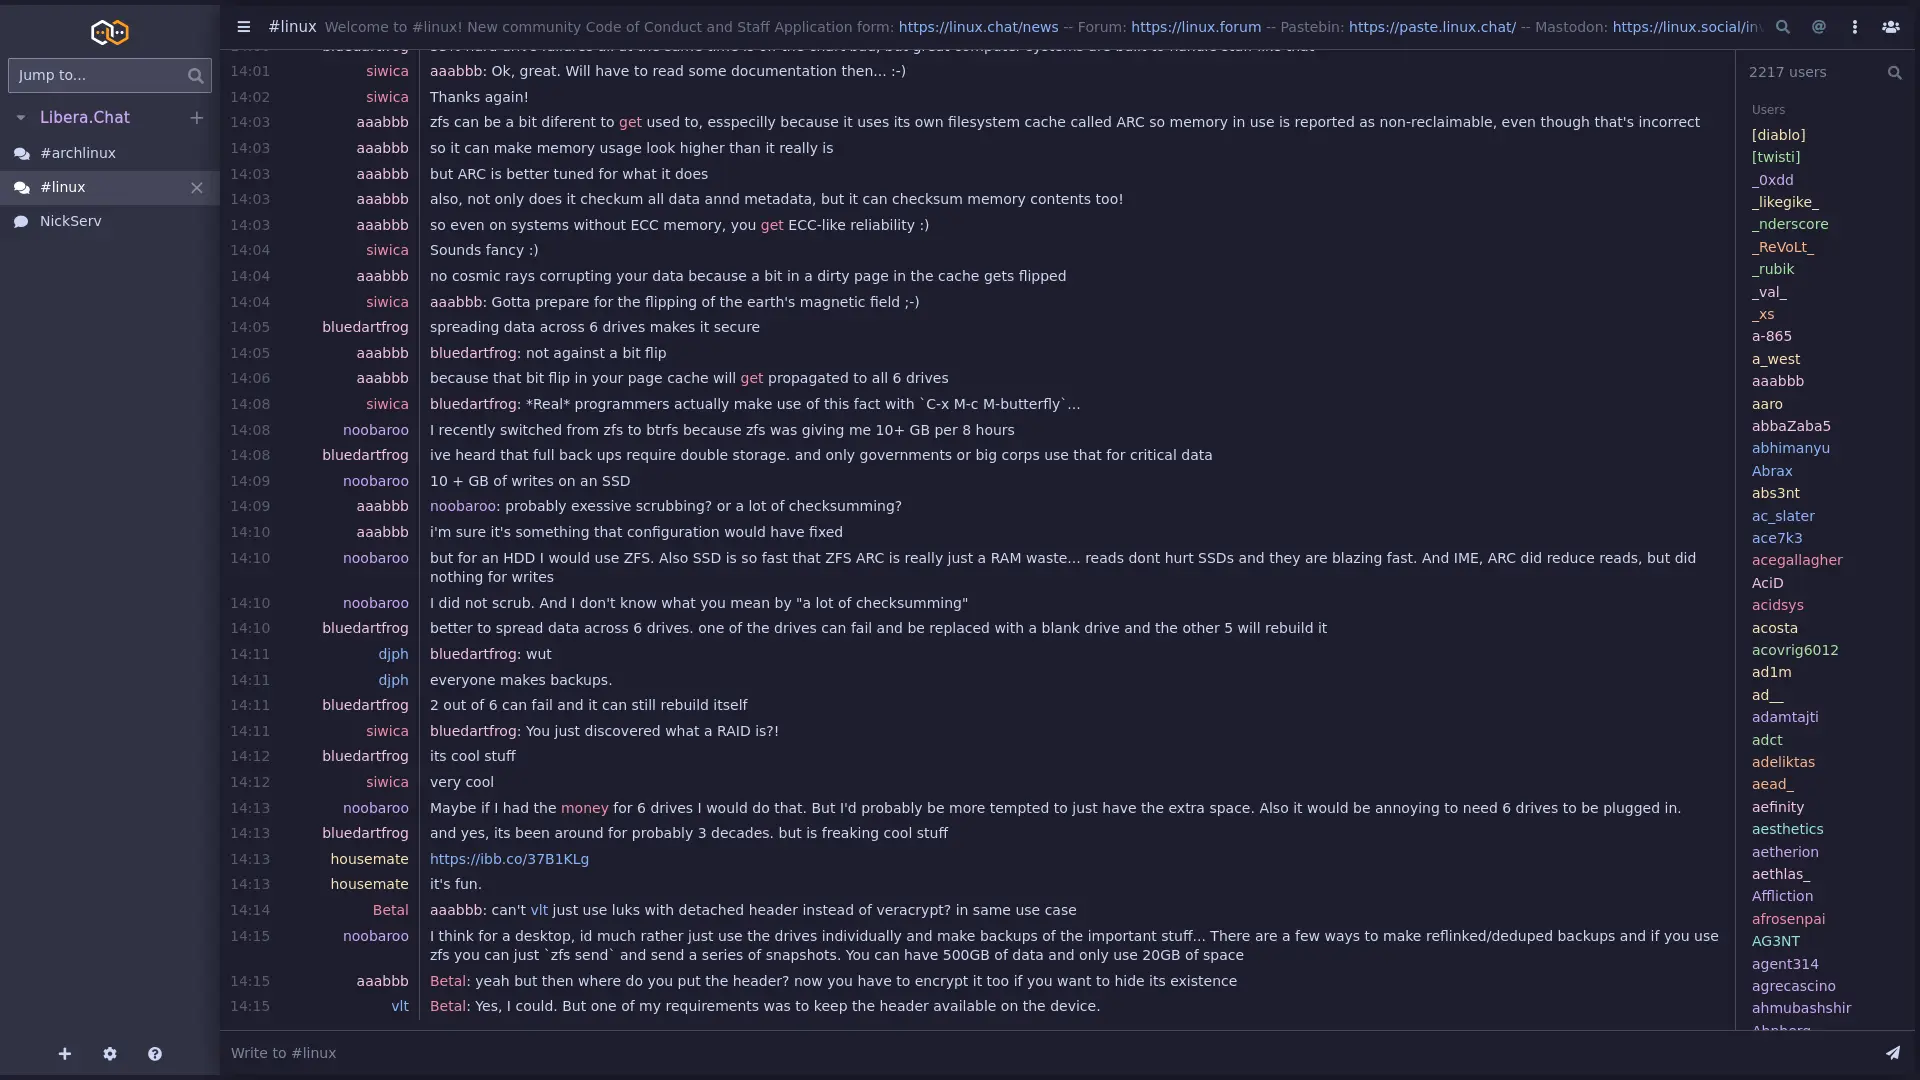 #linux Welcome to #linux! New community Code of Conduct and Staff Application form: https://linux.chat/news -- Forum: https://linux.forum -- Pastebin: https://paste.linux.chat/ -- Mastodon: https://linux.social/in
Jump to...
Libera.Chat
#archlinux
#linux
NickServ
14:01 siwica aaabbb: Ok, great. Will have to read some documentation then... :-)
14:02 siwica Thanks again!
14:03 aaabbb zfs can be a bit diferent to get used to, esspecilly because it uses its own filesystem cache called ARC so memory in use is reported as non-reclaimable, even though that's incorrect
14:03 aaabbb so it can make memory usage look higher than it really is
14:03 aaabbb but ARC is better tuned for what it does
14:03 aaabbb also, not only does it checkum all data annd metadata, but it can checksum memory contents too!
14:03 aaabbb so even on systems without ECC memory, you get ECC-like reliability :)
14:04 siwica Sounds fancy :)
14:04 aaabbb no cosmic rays corrupting your data because a bit in a dirty page in the cache gets flipped
14:04 siwica aaabbb: Gotta prepare for the flipping of the earth's magnetic field ;-)
14:05 bluedartfrog spreading data across 6 drives makes it secure
14:05 aaabbb bluedartfrog: not against a bit flip
14:06 aaabbb because that bit flip in your page cache will get propagated to all 6 drives
14:08 siwica bluedartfrog: *Real* programmers actually make use of this fact with `C-x M-c M-butterfly`...
14:08 noobaroo I recently switched from zfs to btrfs because zfs was giving me 10+ GB per 8 hours
14:08 bluedartfrog ive heard that full back ups require double storage. and only governments or big corps use that for critical data
14:09 noobaroo 10 + GB of writes on an SSD
14:09 aaabbb noobaroo: probably exessive scrubbing? or a lot of checksumming?
14:10 aaabbb i'm sure it's something that configuration would have fixed
14:10 noobaroo but for an HDD I would use ZFS. Also SSD is so fast that ZFS ARC is really just a RAM waste... reads dont hurt SSDs and they are blazing fast. And IME, ARC did reduce reads, but did
nothing for writes
14:10 noobaroo I did not scrub. And I don't know what you mean by "a lot of checksumming"
14:10 bluedartfrog better to spread data across 6 drives. one of the drives can fail and be replaced with a blank drive and the other 5 will rebuild it
14:11 djph bluedartfrog: wut
14:11 djph everyone makes backups.
14:11 bluedartfrog 2 out of 6 can fail and it can still rebuild itself
14:11 siwica bluedartfrog: You just discovered what a RAID is?!
14:12 bluedartfrog its cool stuff
14:12 siwica very cool
14:13 noobaroo Maybe if I had the money for 6 drives I would do that. But I'd probably be more tempted to just have the extra space. Also it would be annoying to need 6 drives to be plugged in.
14:13 bluedartfrog and yes, its been around for probably 3 decades. but is freaking cool stuff
14:13 housemate https://ibb.co/37B1KLg
14:13 housemate it's fun.
14:14 Betal aaabbb: can't vlt just use luks with detached header instead of veracrypt? in same use case
14:15 noobaroo I think for a desktop, id much rather just use the drives individually and make backups of the important stuff... There are a few ways to make reflinked/deduped backups and if you use
zfs you can just `zfs send` and send a series of snapshots. You can have 500GB of data and only use 20GB of space
14:15 aaabbb Betal: yeah but then where do you put the header? now you have to encrypt it too if you want to hide its existence
14:15 vlt Betal: Yes, I could. But one of my requirements was to keep the header available on the device.
Write to #linux
2217 users
Users
[diablo]
[twisti]
_0xdd
_likegike_
_nderscore
_ReVoLt_
_rubik
_val_
_xs
a-865
a_west
aaabbb
aaro
abbaZaba5
abhimanyu
Abrax
abs3nt
ac_slater
ace7k3
acegallagher
AciD
acidsys
acosta
acovrig6012
ad1m
ad__
adamtajti
adct
adeliktas
aead_
aefinity
aesthetics
aetherion
aethlas_
Affliction
afrosenpai
AG3NT
agent314
agrecascino
ahmubashshir